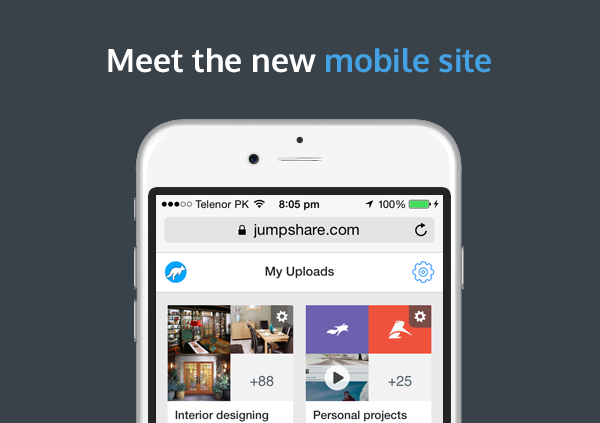 Meet the new mobile site
Telenor PK 8:05 pm 100%
jumpshare.com
My Uploads
+88
+25
Interior designing
Personal projects